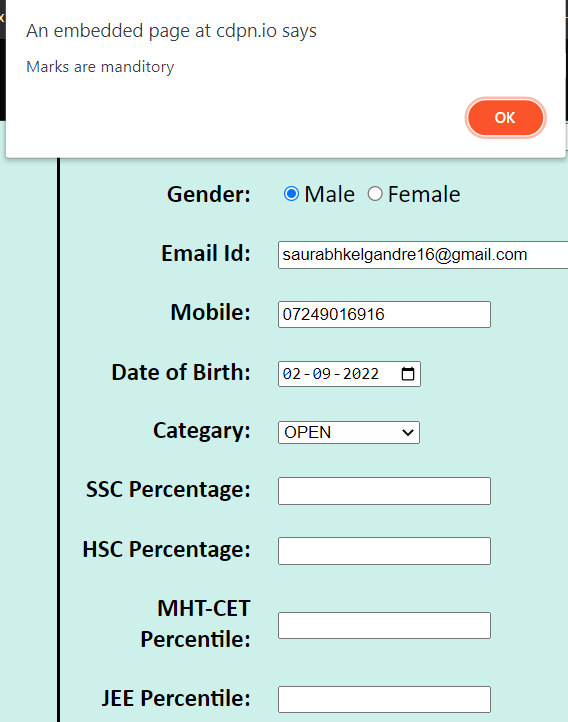 An embedded page at cdpn.io says
Marks are manditory
OK
Gender: Male Female
Email Id: saurabhkelgandre16@gmail.com
Mobile: 07249016916
Date of Birth: 02-09-2022
Categary: OPEN
SSC Percentage:
HSC Percentage:
MHT-CET
Percentile:
JEE Percentile: